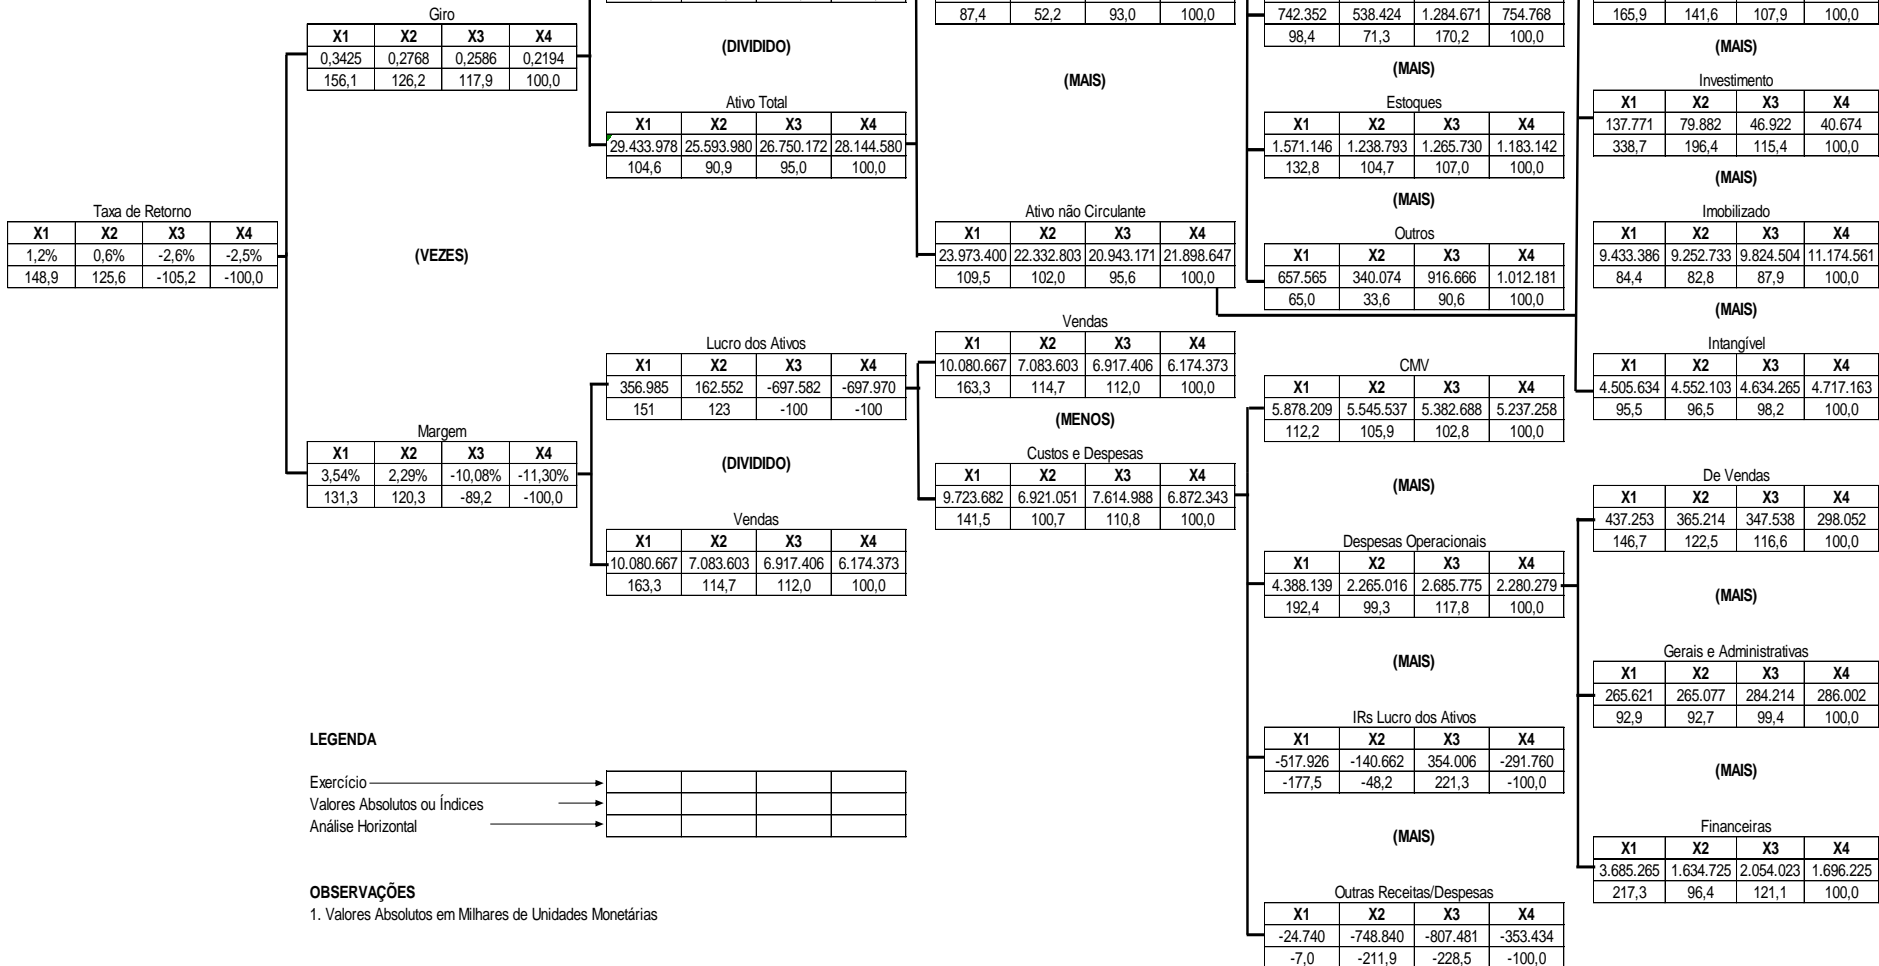 Giro
X1 X2 X3 X4
0,3425 0,2768 0,2586 0,2194
156,1 126,2 117,9 100,0
(DIVIDIDO)
Ativo Total
X1 X2 X3 X4
29.433.978 25.593.980 26.750.172 28.144.580
104,6 90,9 95,0 100,0
87,4 52,2 93,0 100,0
(MAIS)
Ativo não Circulante
X1 X2 X3 X4
23.973.400 22.332.803 20.943.171 21.898.647
109,5 102,0 95,6 100,0
742.352 538.424 1.284.671 754.768
98,4 71,3 170,2 100,0
(MAIS)
Estoques
X1 X2 X3 X4
1.571.146 1.238.793 1.265.730 1.183.142
132,8 104,7 107,0 100,0
(MAIS)
Outros
X1 X2 X3 X4
657.565 340.074 916.666 1.012.181
65,0 33,6 90,6 100,0
165,9 141,6 107,9 100,0
(MAIS)
Investimento
X1 X2 X3 X4
137.771 79.882 46.922 40.674
338,7 196,4 115,4 100,0
(MAIS)
Imobilizado
X1 X2 X3 X4
9.433.386 9.252.733 9.824.504 11.174.561
84,4 82,8 87,9 100,0
(MAIS)
Intangível
X1 X2 X3 X4
4.505.634 4.552.103 4.634.265 4.717.163
95,5 96,5 98,2 100,0
Taxa de Retorno
X1 X2 X3 X4
1,2% 0,6% -2,6% -2,5%
148,9 125,6 -105,2 -100,0
(VEZES)
Margem
X1 X2 X3 X4
3,54% 2,29% -10,08% -11,30%
131,3 120,3 -89,2 -100,0
Lucro dos Ativos
X1 X2 X3 X4
356.985 162.552 -697.582 -697.970
151 123 -100 -100
(DIVIDIDO)
Vendas
X1 X2 X3 X4
10.080.667 7.083.603 6.917.406 6.174.373
163,3 114,7 112,0 100,0
Vendas
X1 X2 X3 X4
10.080.667 7.083.603 6.917.406 6.174.373
163,3 114,7 112,0 100,0
(MENOS)
Custos e Despesas
X1 X2 X3 X4
9.723.682 6.921.051 7.614.988 6.872.343
141,5 100,7 110,8 100,0
CMV
X1 X2 X3 X4
5.878.209 5.545.537 5.382.688 5.237.258
112,2 105,9 102,8 100,0
(MAIS)
Despesas Operacionais
X1 X2 X3 X4
4.388.139 2.265.016 2.685.775 2.280.279
192,4 99,3 117,8 100,0
(MAIS)
IRs Lucro dos Ativos
X1 X2 X3 X4
-517.926 -140.662 354.006 -291.760
-177,5 -48,2 221,3 -100,0
(MAIS)
Outras Receitas/Despesas
X1 X2 X3 X4
-24.740 -748.840 -807.481 -353.434
-7,0 -211,9 -228,5 -100,0
De Vendas
X1 X2 X3 X4
437.253 365.214 347.538 298.052
146,7 122,5 116,6 100,0
(MAIS)
Gerais e Administrativas
X1 X2 X3 X4
265.621 265.077 284.214 286.002
92,9 92,7 99,4 100,0
(MAIS)
Financeiras
X1 X2 X3 X4
3.685.265 1.634.725 2.054.023 1.696.225
217,3 96,4 121,1 100,0
LEGENDA
Exercício
Valores Absolutos ou Índices
Análise Horizontal
OBSERVAÇÕES
1. Valores Absolutos em Milhares de Unidades Monetárias